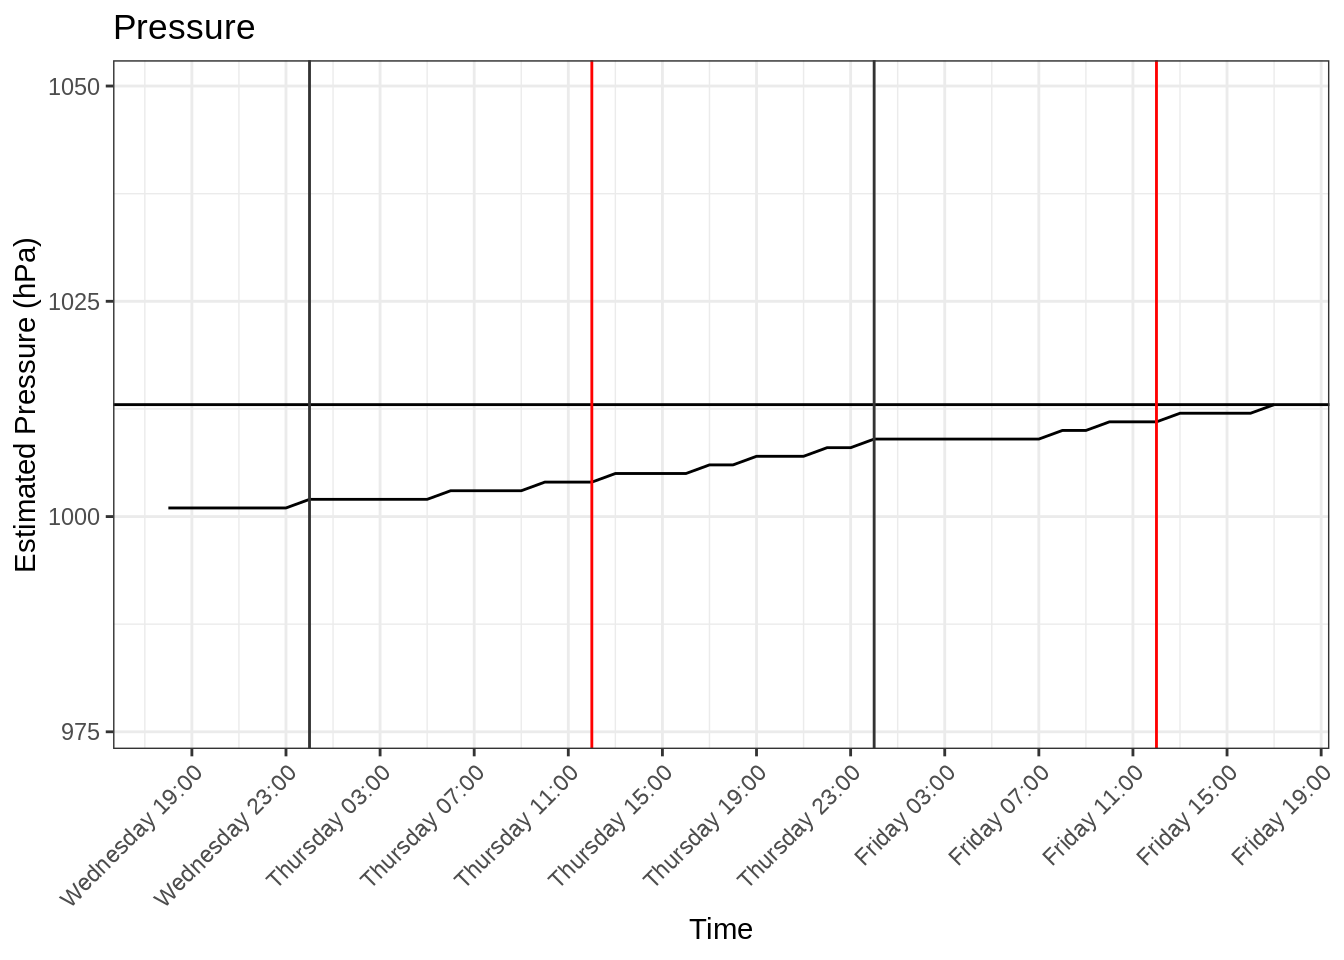 Pressure
Estimated Pressure (hPa)
1050
1025
1000
975
Wednesday 19:00
Wednesday 23:00
Thursday 03:00
Thursday 07:00
Thursday 11:00
Thursday 15:00
Thursday 19:00
Thursday 23:00
Friday 03:00
Friday 07:00
Friday 11:00
Friday 15:00
Friday 19:00
Time